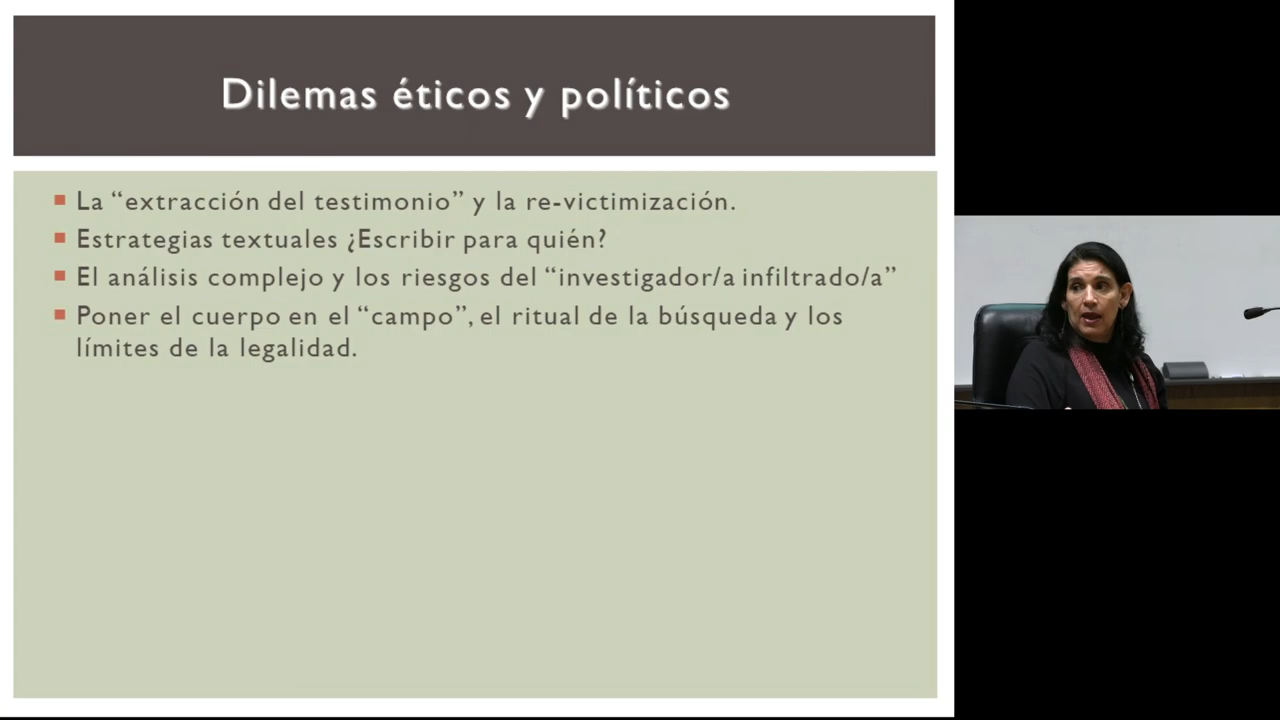 Dilemas éticos y políticos
▪ La “extracción del testimonio” y la re-victimización.
▪ Estrategias textuales ¿Escribir para quién?
▪ El análisis complejo y los riesgos del “investigador/a infiltrado/a”
▪ Poner el cuerpo en el “campo”, el ritual de la búsqueda y los
límites de la legalidad.